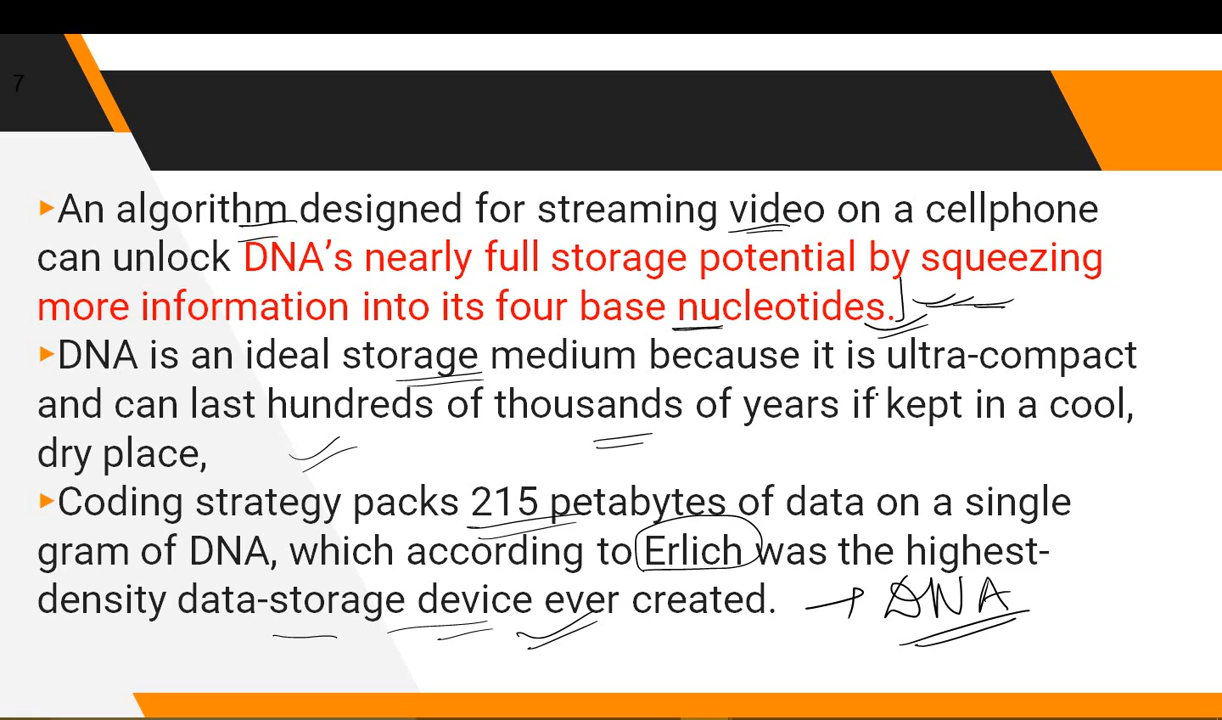 7
▸An algorithm designed for streaming video on a cellphone
can unlock DNA's nearly full storage potential by squeezing
more information into its four base nucleotides.
▸DNA is an ideal storage medium because it is ultra-compact
and can last hundreds of thousands of years if kept in a cool,
dry place,
▸Coding strategy packs 215 petabytes of data on a single
gram of DNA, which according to Erlich was the highest-
density data-storage device ever created. → DNA